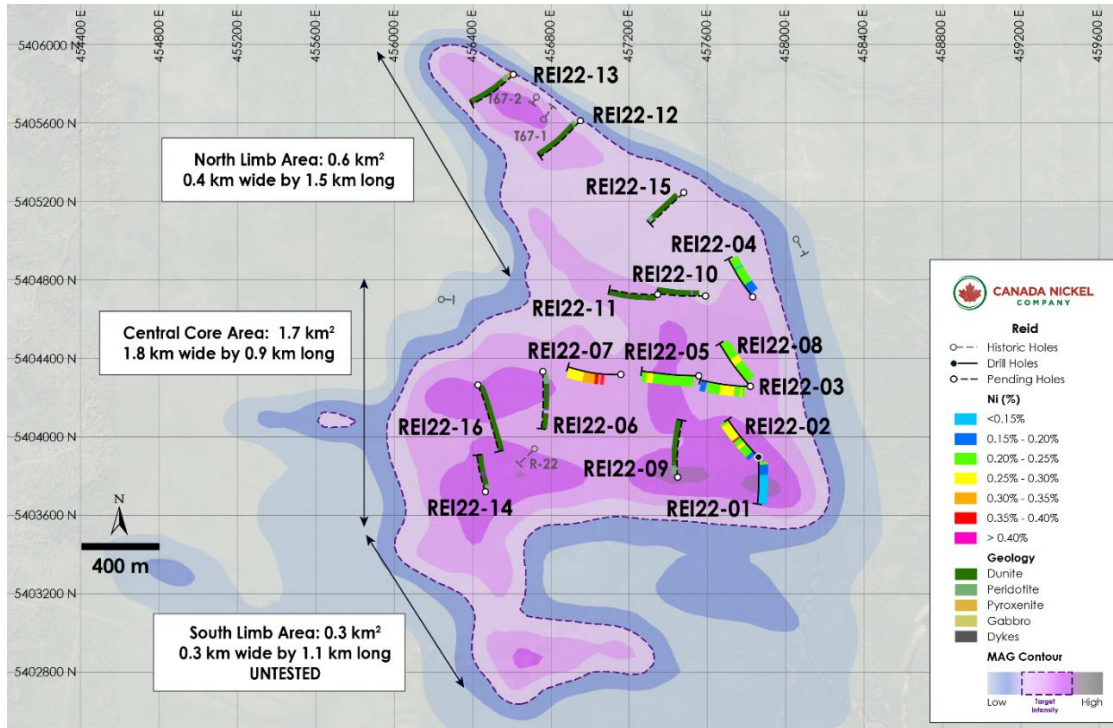 454400 E
454800 E
455200 E
455600 E
456000 E
456400 E
456800 E
457200 E
457600 E
458000 E
458400 E
458800 E
459200 E
459600 E
5406000 N
5405600 N
5405200 N
5404800 N
5404400 N
5404000 N
5403600 N
5403200 N
5402800 N
REI22-13
T67-2
REI22-12
T67-1
North Limb Area: 0.6 km²
0.4 km wide by 1.5 km long
REI22-15
REI22-04
REI22-10
REI22-11
Central Core Area: 1.7 km²
1.8 km wide by 0.9 km long
REI22-07
REI22-05
REI22-08
REI22-03
REI22-16
REI22-06
REI22-02
R-22
REI22-09
REI22-14
REI22-01
N
400 m
South Limb Area: 0.3 km²
0.3 km wide by 1.1 km long
UNTESTED
CANADA NICKEL
COMPANY
Reid
Historic Holes
Drill Holes
Pending Holes
Ni (%)
<0.15%
0.15% - 0.20%
0.20% - 0.25%
0.25% - 0.30%
0.30% - 0.35%
0.35% - 0.40%
> 0.40%
Geology
Dunite
Peridotite
Pyroxenite
Gabbro
Dykes
MAG Contour
Low
Target
Intensity
High